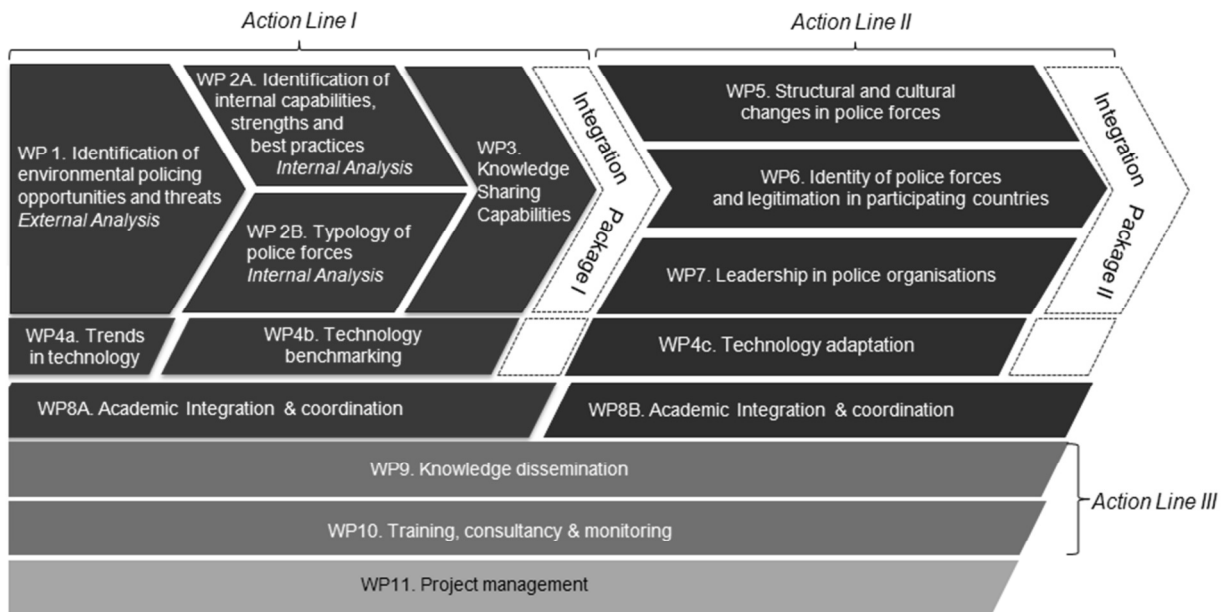 Action Line I
Action Line II
WP 1. Identification of
environmental policing
opportunities and threats
External Analysis
WP 2A. Identification of
internal capabilities,
strengths and
best practices
Internal Analysis
WP 2B. Typology of
police forces
Internal Analysis
WP3.
Knowledge
Sharing
Capabilities
Integration
Package I
WP5. Structural and cultural
changes in police forces
WP6. Identity of police forces
and legitimation in participating countries
WP7. Leadership in police organisations
Integration
Package II
WP4a. Trends
in technology
WP4b. Technology
benchmarking
WP4c. Technology adaptation
WP8A. Academic Integration & coordination
WP8B. Academic Integration & coordination
WP9. Knowledge dissemination
WP10. Training, consultancy & monitoring
Action Line III
WP11. Project management